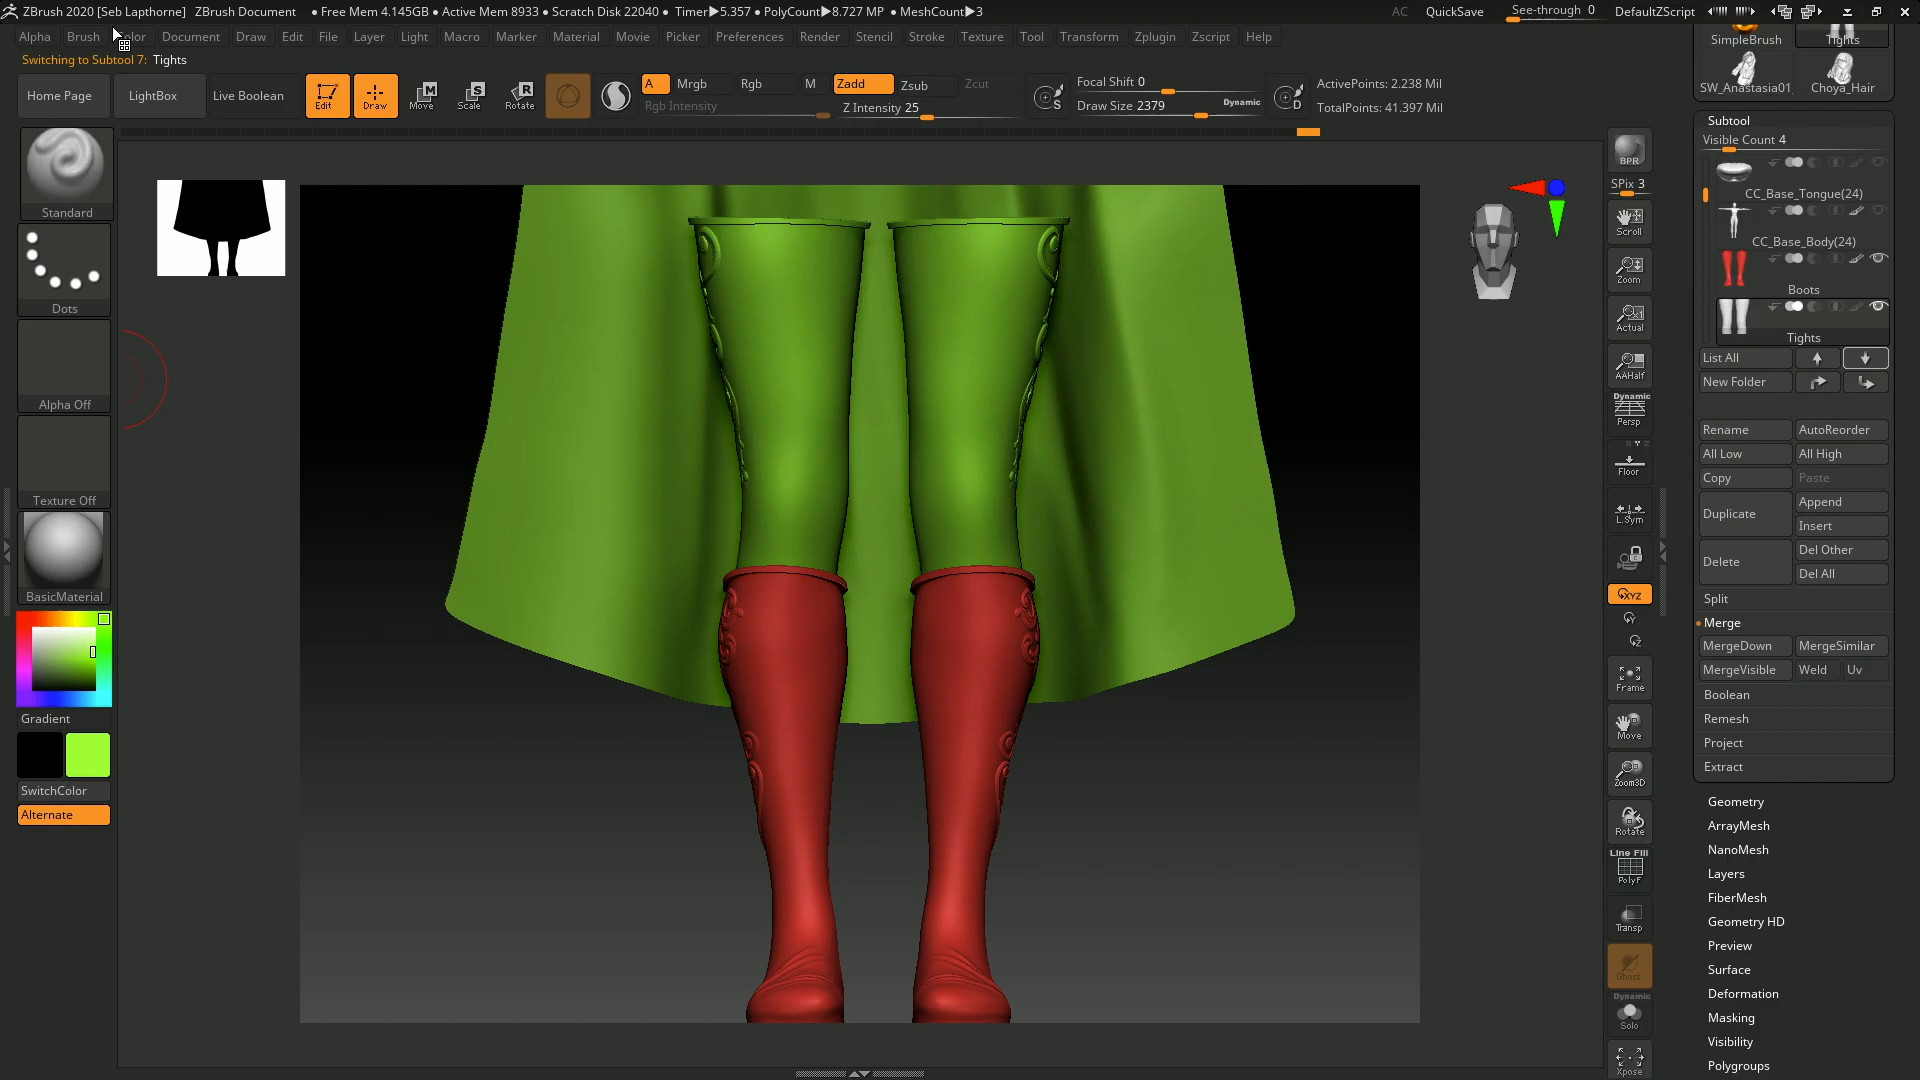 ZBrush 2020 [Seb Lapthorne] ZBrush Document • Free Mem 4.145GB • Active Mem 8933 • Scratch Disk 22040 • Timer▶5.357 • PolyCount▶8.727 MP • MeshCount▶3 AC QuickSave See-through 0 DefaultZScript
Alpha Brush Document Draw Edit File Layer Light Macro Marker Material Movie Picker Preferences Render Stencil Stroke Texture Tool Transform Zplugin Zscript Help
Switching to Subtool 7: Tights
Home Page LightBox Live Boolean Edit Draw Move Scale Rotate
A Mrgb Rgb M Zadd Zsub Zcut
Rgb Intensity Z Intensity 25
Focal Shift 0
Draw Size 2379 Dynamic
ActivePoints: 2.238 Mil
TotalPoints: 41.397 Mil
Standard
Dots
Alpha Off
Texture Off
BasicMaterial
Gradient
SwitchColor
Alternate
BPR
SPix 3
Scroll
Zoom
Actual
AAHalf
Dynamic
Persp
Floor
L.Sym
XYZ
Y
Z
Frame
Move
Zoom3D
Rotate
Line Fill
PolyF
Transp
Ghost
Dynamic
Solo
Xpose
SimpleBrush Tights
SW_Anastasia01 Choya_Hair
Subtool
Visible Count 4
CC_Base_Tongue(24)
CC_Base_Body(24)
Boots
Tights
List All
New Folder
Rename AutoReorder
All Low All High
Copy Paste
Duplicate Append
Insert
Delete Del Other
Del All
Split
Merge
MergeDown MergeSimilar
MergeVisible Weld Uv
Boolean
Remesh
Project
Extract
Geometry
ArrayMesh
NanoMesh
Layers
FiberMesh
Geometry HD
Preview
Surface
Deformation
Masking
Visibility
Polygroups